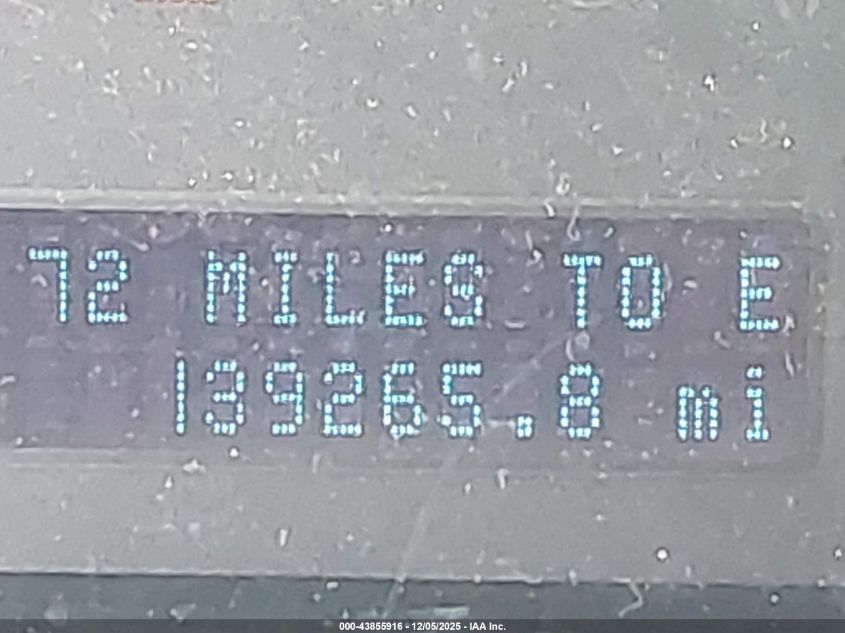 72 MILES TO E
139265.8 mi
000-43855916 - 12/05/2025 - IAA Inc.